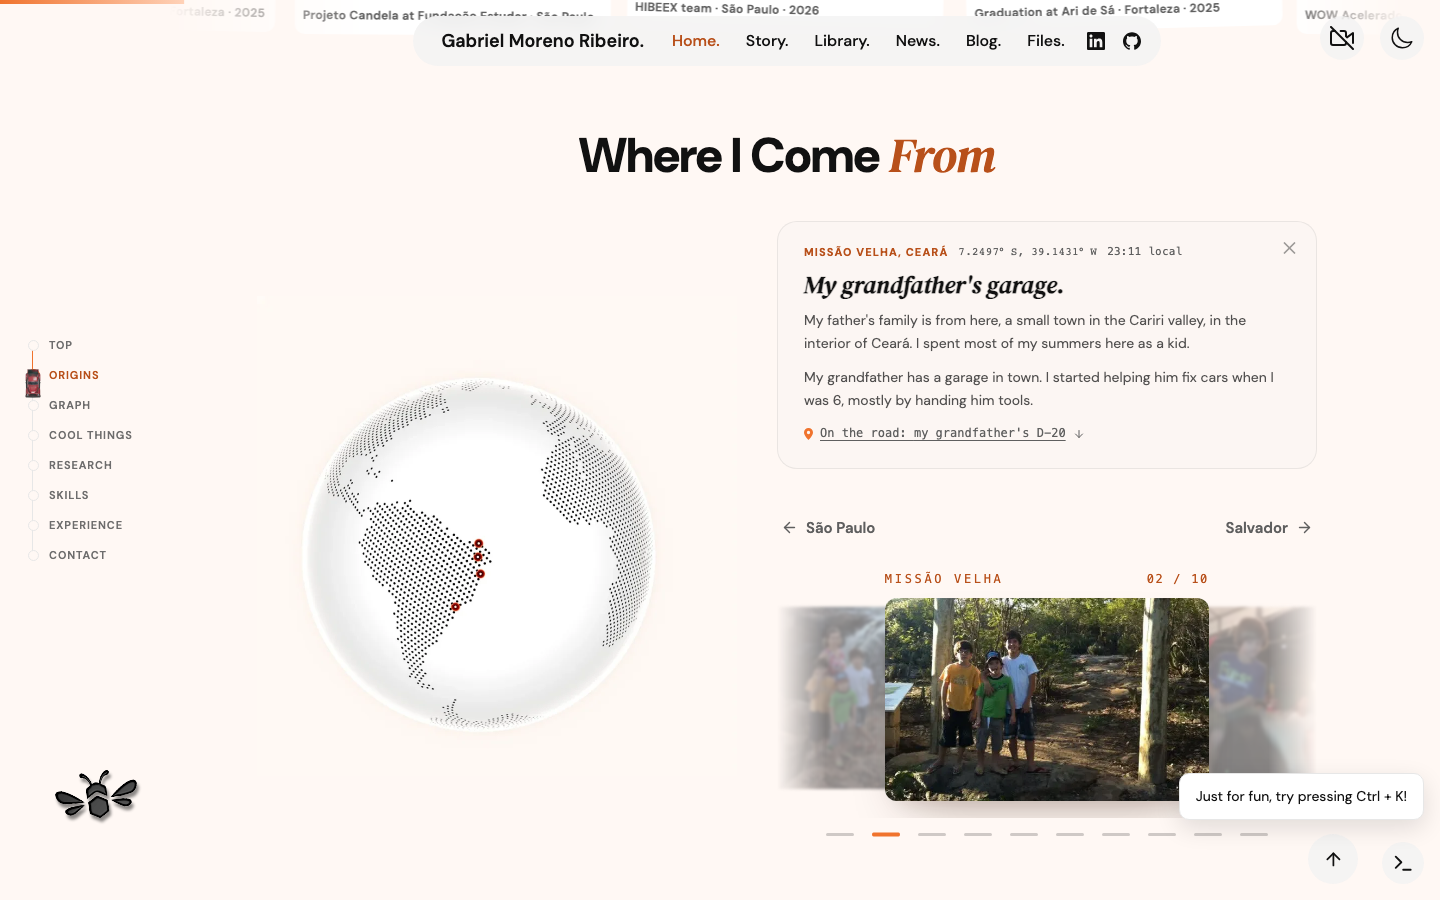 rtaleza · 2025
Projeto Candela at Fundação Estudar · São Paulo
HIBEEX team · São Paulo · 2026
Graduation at Ari de Sá · Fortaleza · 2025
WOW Acelerad
Gabriel Moreno Ribeiro.
Home.
Story.
Library.
News.
Blog.
Files.
Where I Come From
MISSÃO VELHA, CEARÁ 7.2497° S, 39.1431° W 23:11 local
My grandfather's garage.
My father's family is from here, a small town in the Cariri valley, in the
interior of Ceará. I spent most of my summers here as a kid.
My grandfather has a garage in town. I started helping him fix cars when I
was 6, mostly by handing him tools.
On the road: my grandfather's D-20 ↓
TOP
ORIGINS
GRAPH
COOL THINGS
RESEARCH
SKILLS
EXPERIENCE
CONTACT
← São Paulo
Salvador →
MISSÃO VELHA
02 / 10
Just for fun, try pressing Ctrl + K!